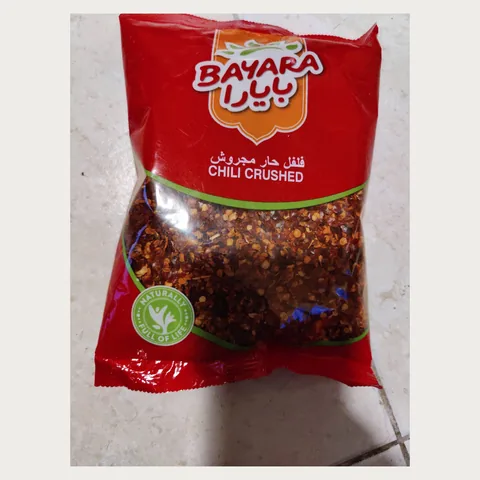 BAYARA
بايارا
فلفل حار مجروش
CHILI CRUSHED
NATURALLY
FULL OF LIFE